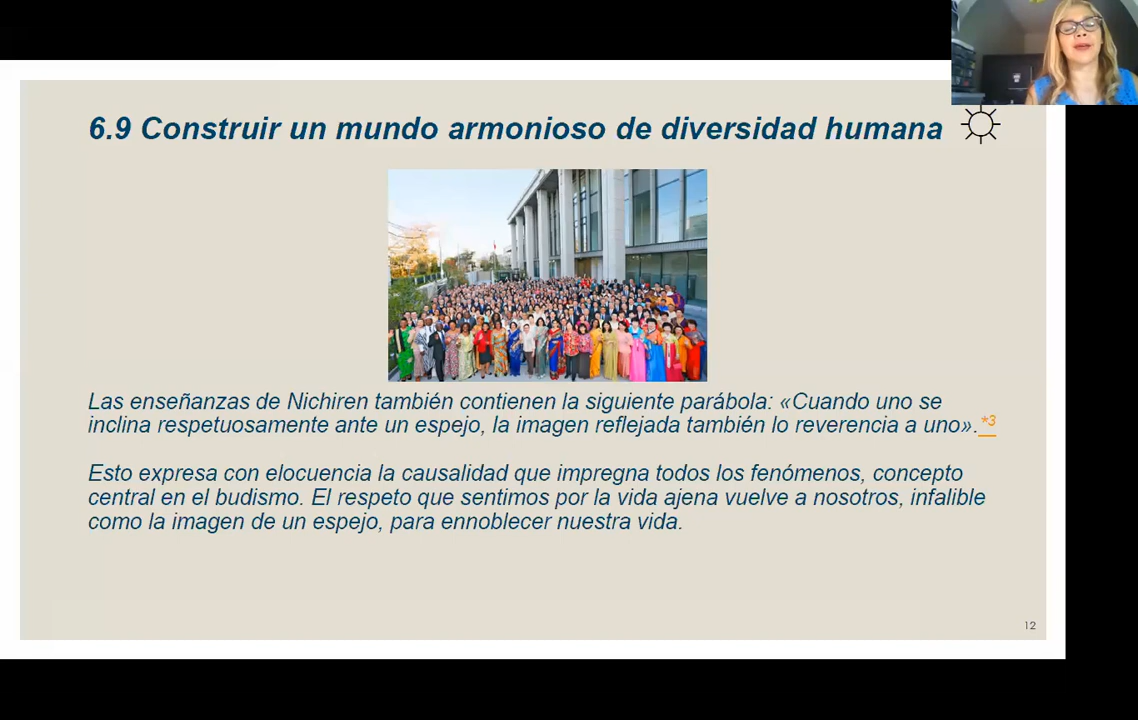 6.9 Construir un mundo armonioso de diversidad humana
Las enseñanzas de Nichiren también contienen la siguiente parábola: «Cuando uno se
inclina respetuosamente ante un espejo, la imagen reflejada también lo reverencia a uno».*3
Esto expresa con elocuencia la causalidad que impregna todos los fenómenos, concepto
central en el budismo. El respeto que sentimos por la vida ajena vuelve a nosotros, infalible
como la imagen de un espejo, para ennoblecer nuestra vida.
12